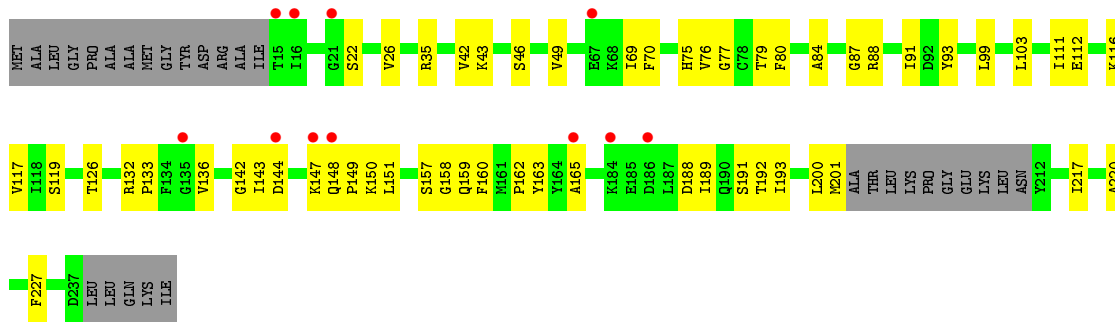 MET ALA LEU GLY PRO ALA ALA MET GLY TYR ASP ARG ALA ILE T15 I16 G21 S22 V26 R35 V42 K43 S46 V49 E67 K68 I69 F70 H75 V76 G77 C78 T79 F80 A84 G87 R88 I91 D92 Y93 L99 L103 I111 E112 K116
V117 I118 S119 T126 R132 P133 F134 G135 V136 G142 I143 D144 K147 Q148 P149 K150 L151 S157 G158 Q159 F160 M161 P162 Y163 Y164 A165 K184 E185 D186 L187 D188 I189 Q190 S191 T192 I193 L200 M201 ALA THR LEU LYS PRO GLY GLU LYS LEU ASN Y212 I217
F227 D237 LEU LEU GLN LYS ILE